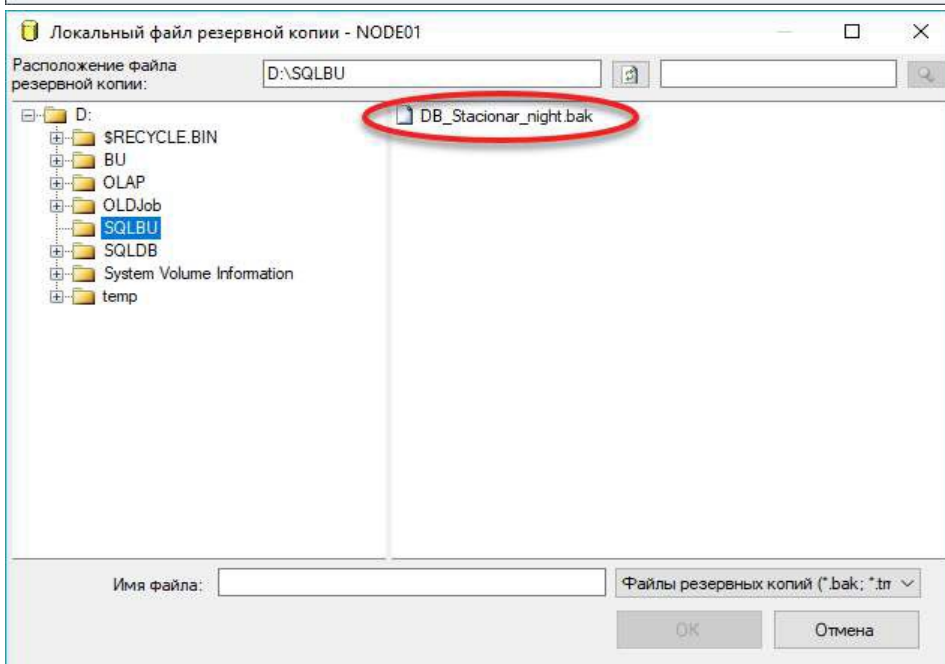 Локальный файл резервной копии - NODE01
Расположение файла
резервной копии:
D:\SQLBU
D:
$RECYCLE.BIN
BU
OLAP
OLDJob
SQLBU
SQLDB
System Volume Information
temp
DB_Stacionar_night.bak
Имя файла:
Файлы резервных копий (*.bak; *.tr
OK
Отмена